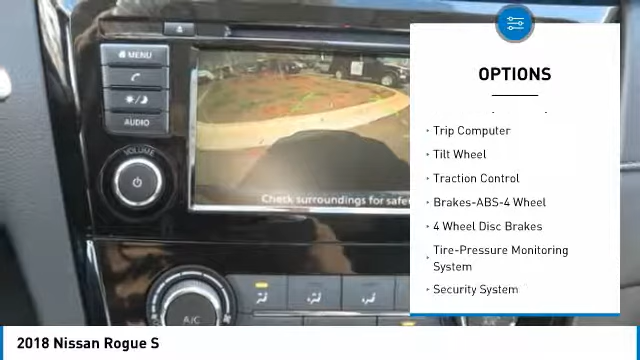 MENU
AUDIO
VOLUME
Check surroundings for safe
A/C
OPTIONS
Trip Computer
Tilt Wheel
Traction Control
Brakes-ABS-4 Wheel
4 Wheel Disc Brakes
Tire-Pressure Monitoring
System
Security System
2018 Nissan Rogue S